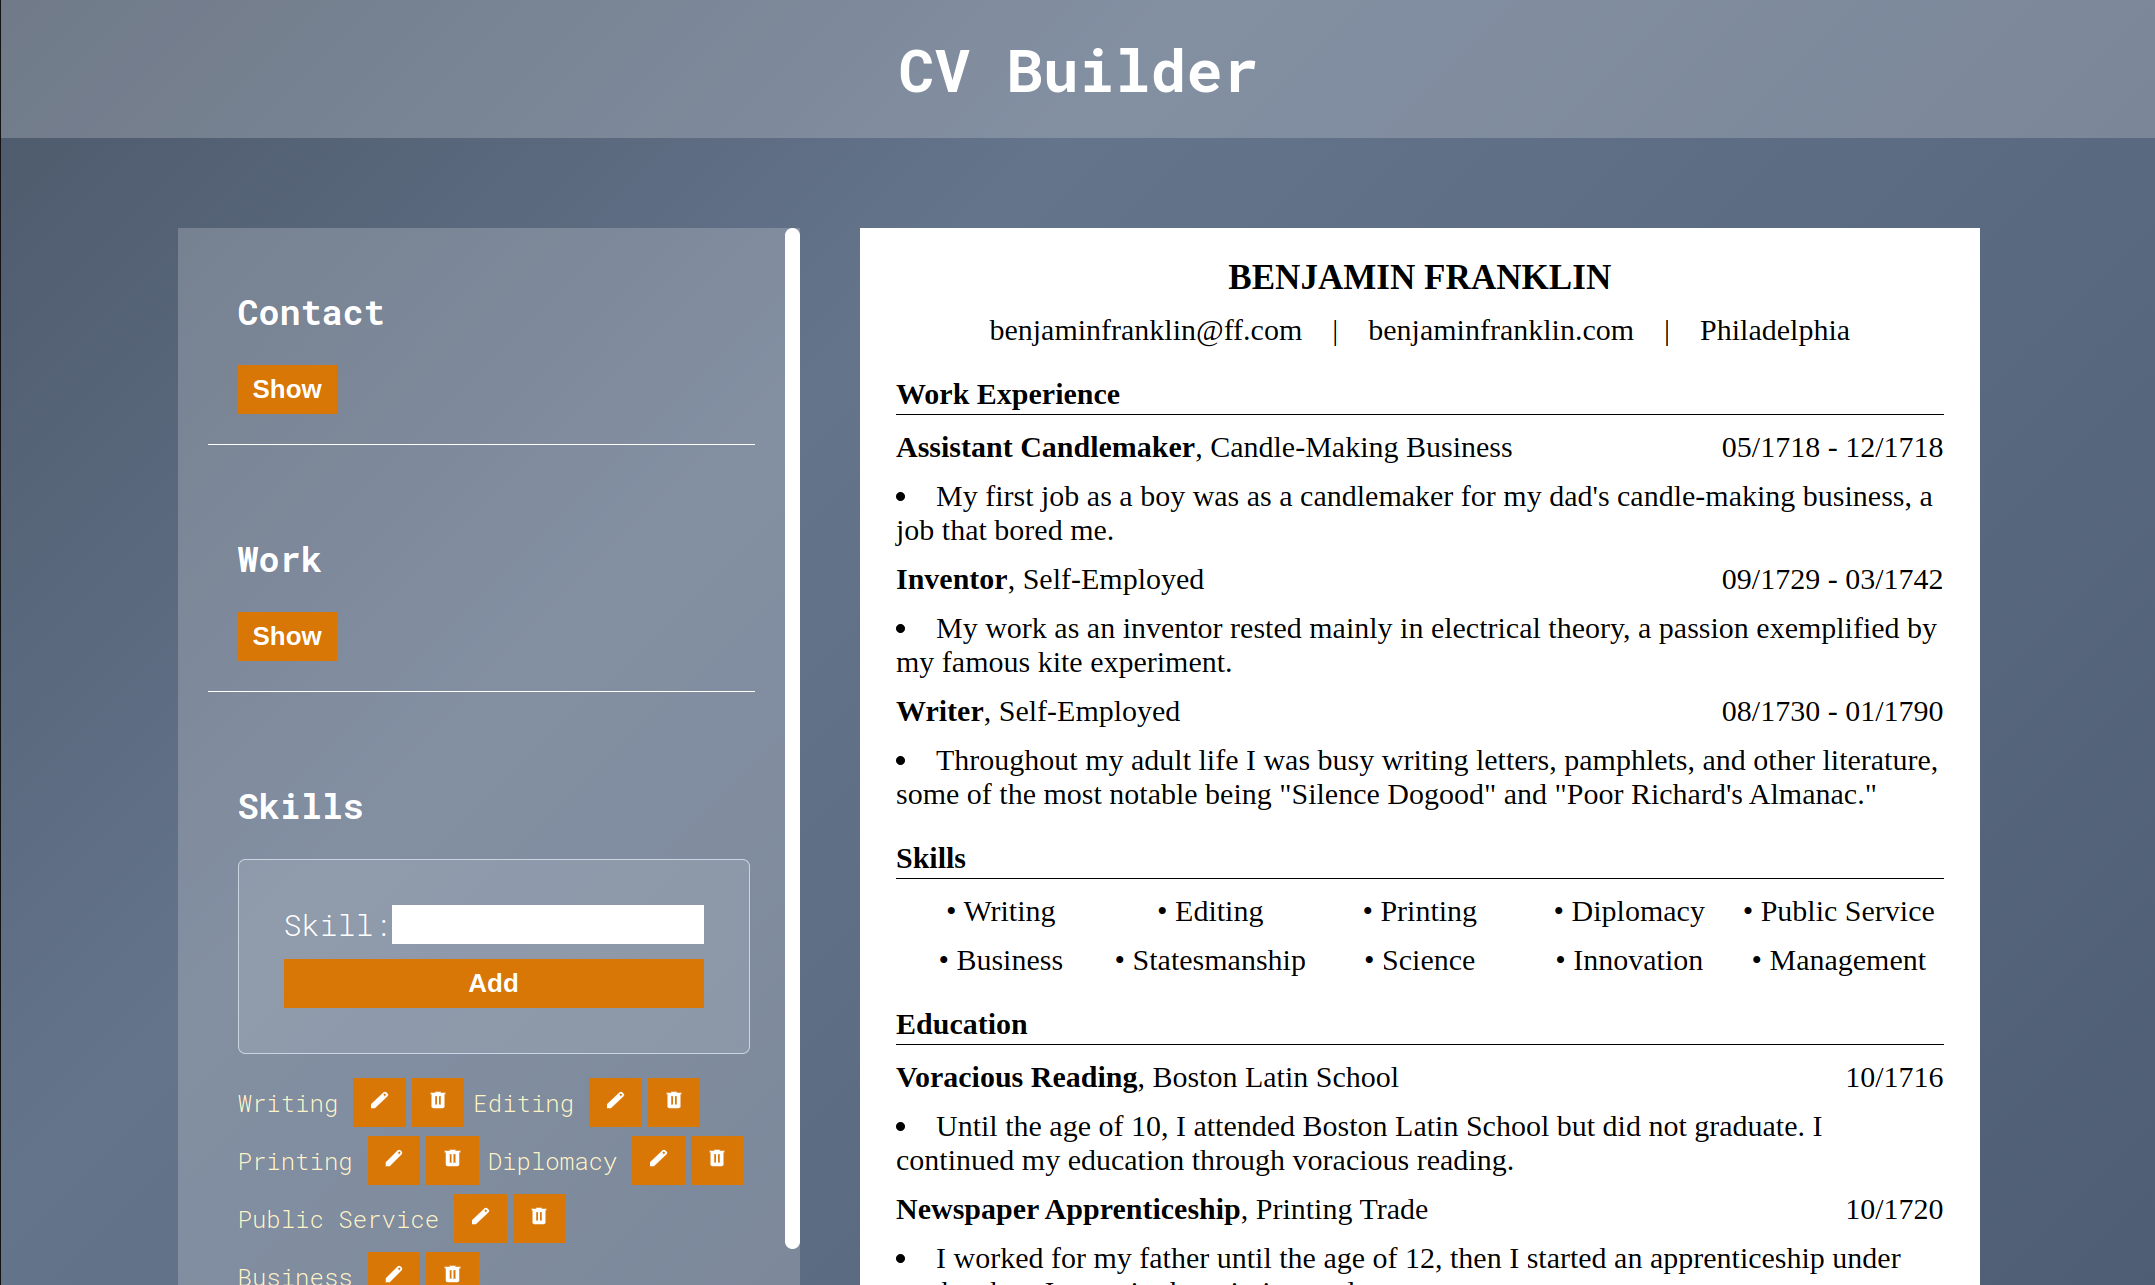 CV Builder
Contact
Show
Work
Show
Skills
Skill:
Add
Writing Editing
Printing Diplomacy
Public Service
Business
BENJAMIN FRANKLIN
benjaminfranklin@ff.com | benjaminfranklin.com | Philadelphia
Work Experience
Assistant Candlemaker, Candle-Making Business 05/1718 - 12/1718
• My first job as a boy was as a candlemaker for my dad's candle-making business, a
job that bored me.
Inventor, Self-Employed 09/1729 - 03/1742
• My work as an inventor rested mainly in electrical theory, a passion exemplified by
my famous kite experiment.
Writer, Self-Employed 08/1730 - 01/1790
• Throughout my adult life I was busy writing letters, pamphlets, and other literature,
some of the most notable being "Silence Dogood" and "Poor Richard's Almanac."
Skills
• Writing • Editing • Printing • Diplomacy • Public Service
• Business • Statesmanship • Science • Innovation • Management
Education
Voracious Reading, Boston Latin School 10/1716
• Until the age of 10, I attended Boston Latin School but did not graduate. I
continued my education through voracious reading.
Newspaper Apprenticeship, Printing Trade 10/1720
• I worked for my father until the age of 12, then I started an apprenticeship under